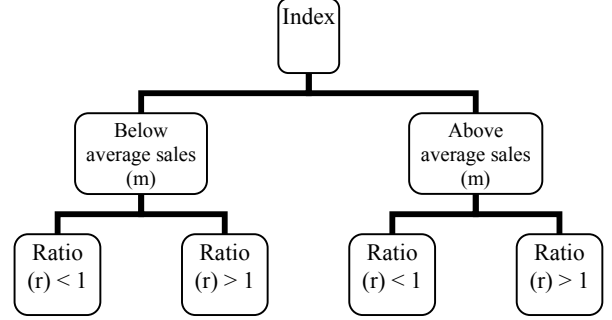 Index
Below
average sales
(m)
Above
average sales
(m)
Ratio
(r) < 1
Ratio
(r) > 1
Ratio
(r) < 1
Ratio
(r) > 1